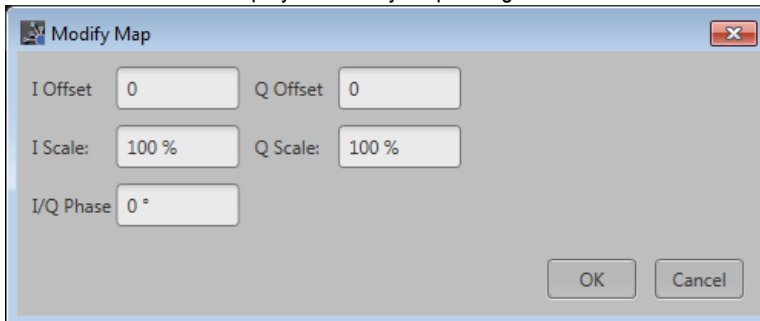 Modify Map
I Offset 0 Q Offset 0
I Scale: 100 % Q Scale: 100 %
I/Q Phase 0 °
OK Cancel